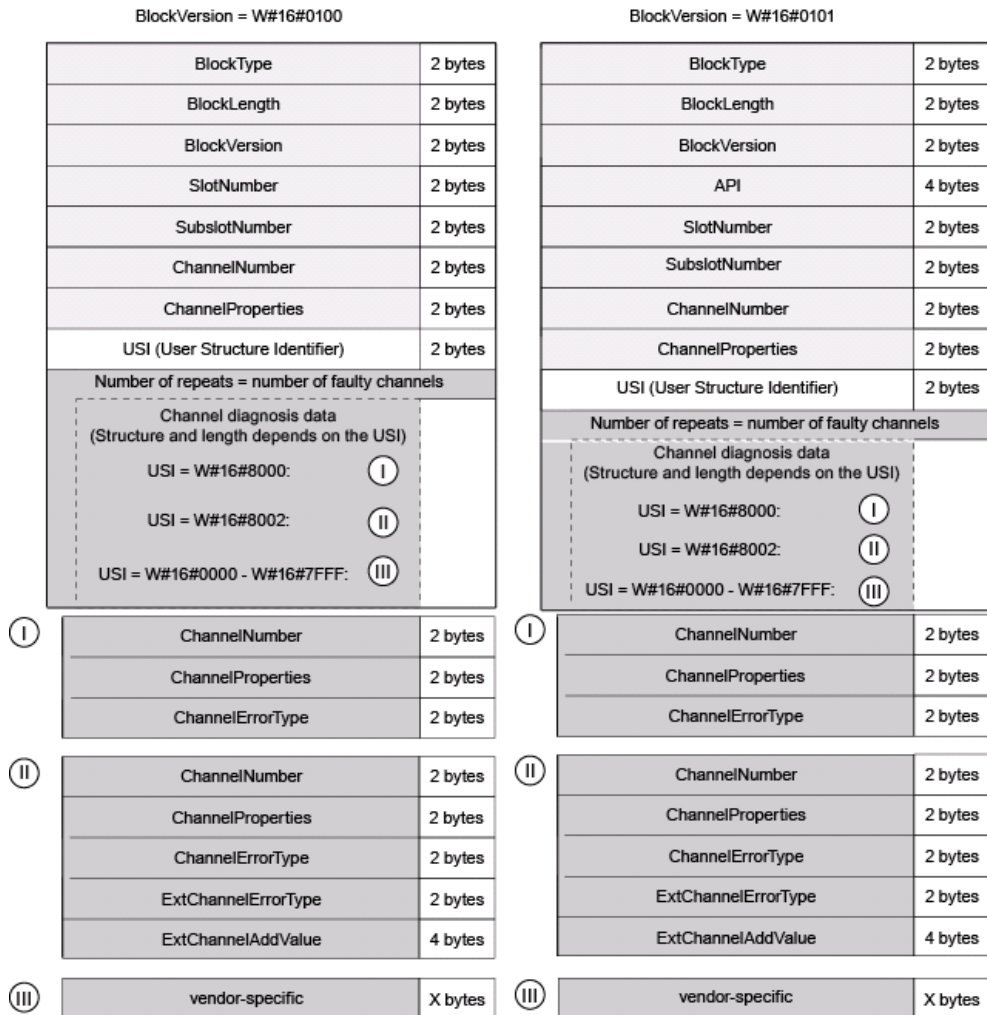 BlockVersion = W#16#0100
BlockType 2 bytes
BlockLength 2 bytes
BlockVersion 2 bytes
SlotNumber 2 bytes
SubslotNumber 2 bytes
ChannelNumber 2 bytes
ChannelProperties 2 bytes
USI (User Structure Identifier) 2 bytes
Number of repeats = number of faulty channels
Channel diagnosis data
(Structure and length depends on the USI)
USI = W#16#8000: I
USI = W#16#8002: II
USI = W#16#0000 - W#16#7FFF: III
I
ChannelNumber 2 bytes
ChannelProperties 2 bytes
ChannelErrorType 2 bytes
II
ChannelNumber 2 bytes
ChannelProperties 2 bytes
ChannelErrorType 2 bytes
ExtChannelErrorType 2 bytes
ExtChannelAddValue 4 bytes
III
vendor-specific X bytes
BlockVersion = W#16#0101
BlockType 2 bytes
BlockLength 2 bytes
BlockVersion 2 bytes
API 4 bytes
SlotNumber 2 bytes
SubslotNumber 2 bytes
ChannelNumber 2 bytes
ChannelProperties 2 bytes
USI (User Structure Identifier) 2 bytes
Number of repeats = number of faulty channels
Channel diagnosis data
(Structure and length depends on the USI)
USI = W#16#8000: I
USI = W#16#8002: II
USI = W#16#0000 - W#16#7FFF: III
I
ChannelNumber 2 bytes
ChannelProperties 2 bytes
ChannelErrorType 2 bytes
II
ChannelNumber 2 bytes
ChannelProperties 2 bytes
ChannelErrorType 2 bytes
ExtChannelErrorType 2 bytes
ExtChannelAddValue 4 bytes
III
vendor-specific X bytes